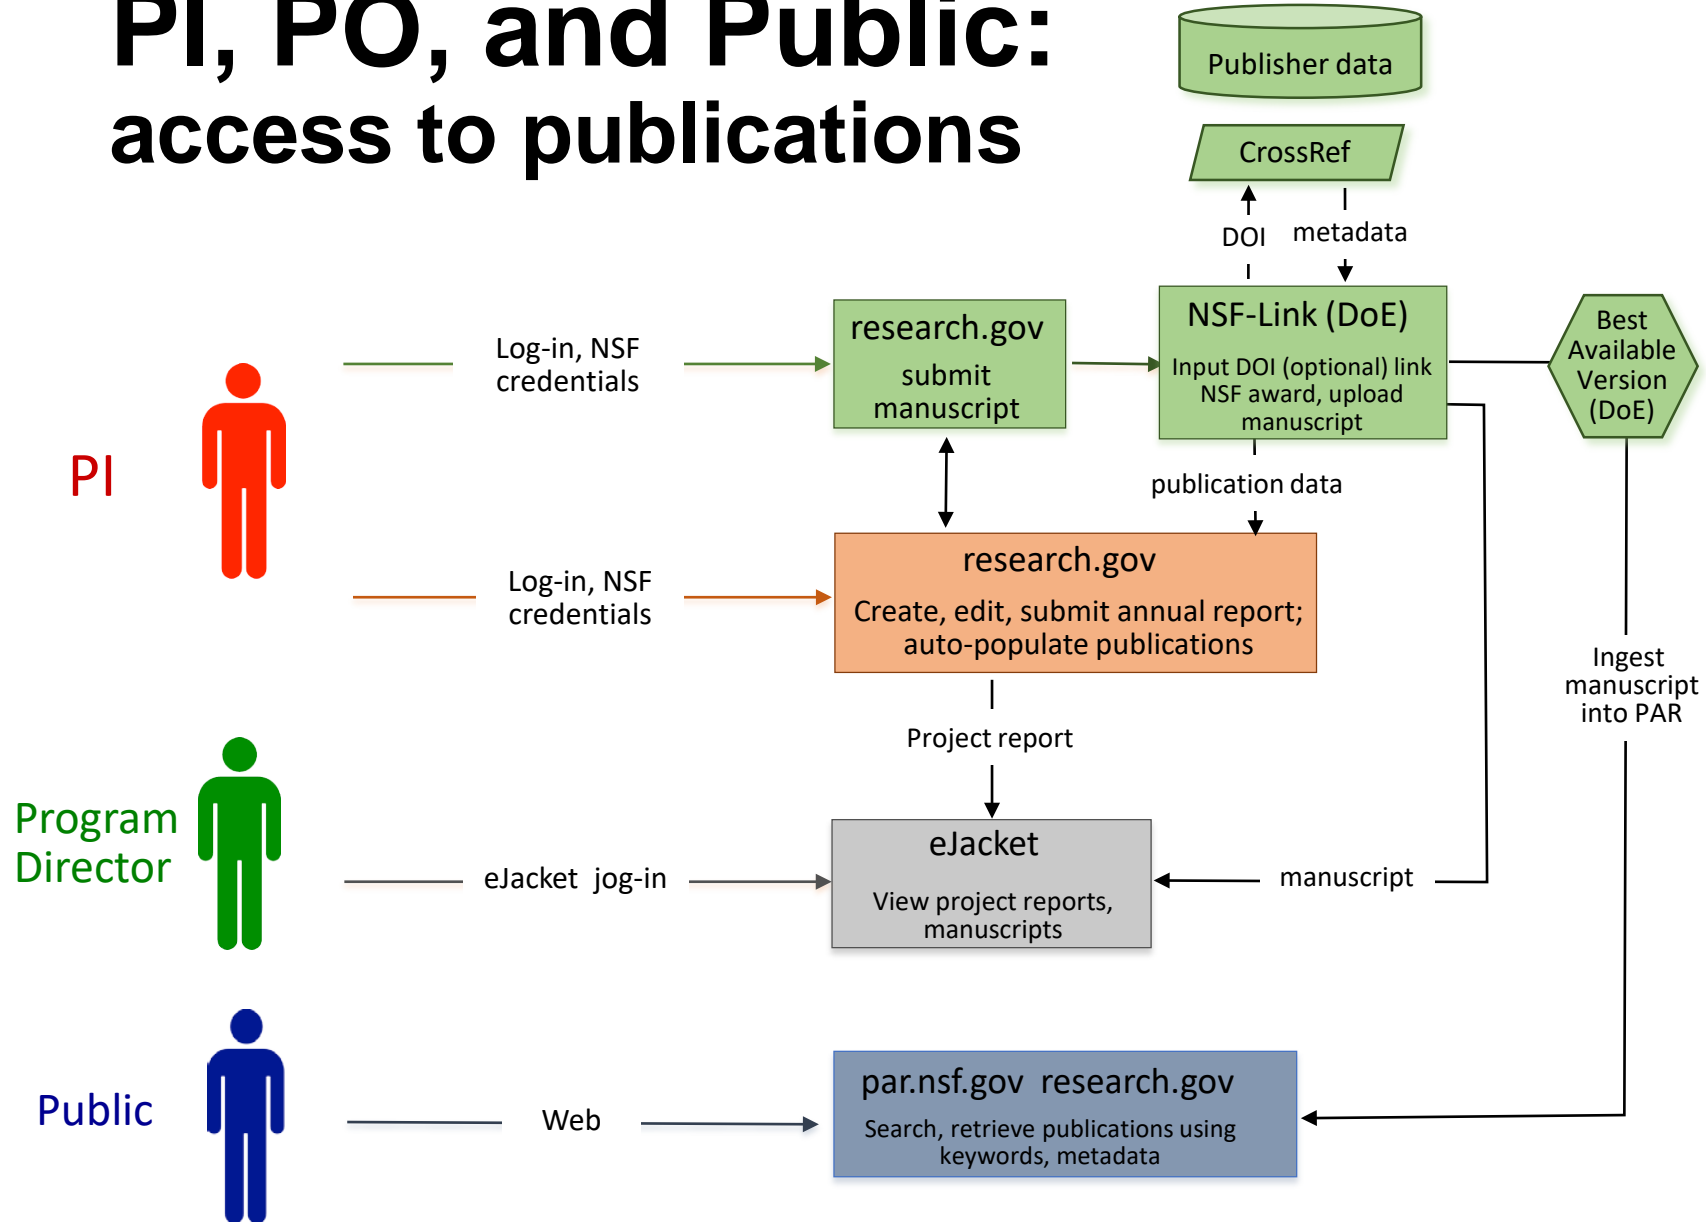 PI, PO, and Public:
access to publications
Publisher data
CrossRef
DOI
metadata
Log-in, NSF
credentials
research.gov
submit
manuscript
NSF-Link (DoE)
Input DOI (optional) link
NSF award, upload
manuscript
Best
Available
Version
(DoE)
PI
publication data
Log-in, NSF
credentials
research.gov
Create, edit, submit annual report;
auto-populate publications
Ingest
manuscript
into PAR
Project report
Program
Director
eJacket jog-in
eJacket
View project reports,
manuscripts
manuscript
Public
Web
par.nsf.gov research.gov
Search, retrieve publications using
keywords, metadata